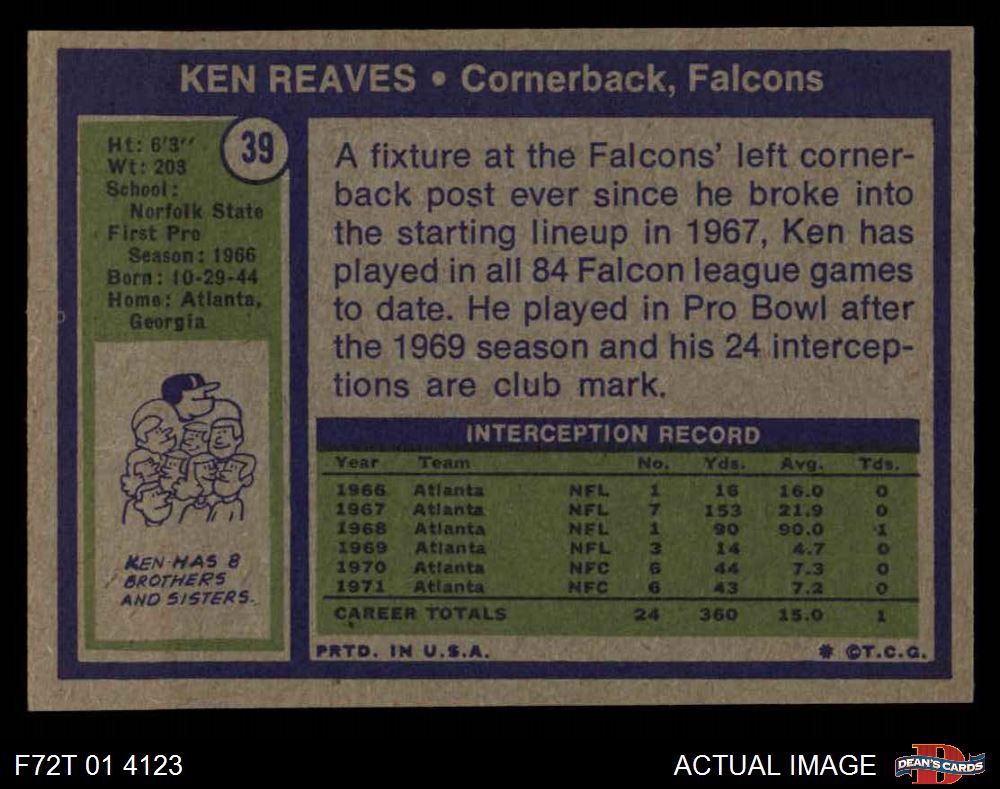 KEN REAVES • Cornerback, Falcons
39
Ht: 6'3''
Wt: 203
School:
Norfolk State
First Pro
Season: 1966
Born: 10-29-44
Home: Atlanta,
Georgia
KEN HAS 8
BROTHERS
AND SISTERS.
A fixture at the Falcons' left corner-
back post ever since he broke into
the starting lineup in 1967, Ken has
played in all 84 Falcon league games
to date. He played in Pro Bowl after
the 1969 season and his 24 intercep-
tions are club mark.
INTERCEPTION RECORD
Year Team No. Yds. Avg. Tds.
1966 Atlanta NFL 1 16 16.0 0
1967 Atlanta NFL 7 153 21.9 0
1968 Atlanta NFL 1 90 90.0 1
1969 Atlanta NFL 3 14 4.7 0
1970 Atlanta NFC 6 44 7.3 0
1971 Atlanta NFC 6 43 7.2 0
CAREER TOTALS 24 360 15.0 1
PRTD. IN U.S.A. * ©T.C.G.
F72T 01 4123 ACTUAL IMAGE DEAN'S CARDS